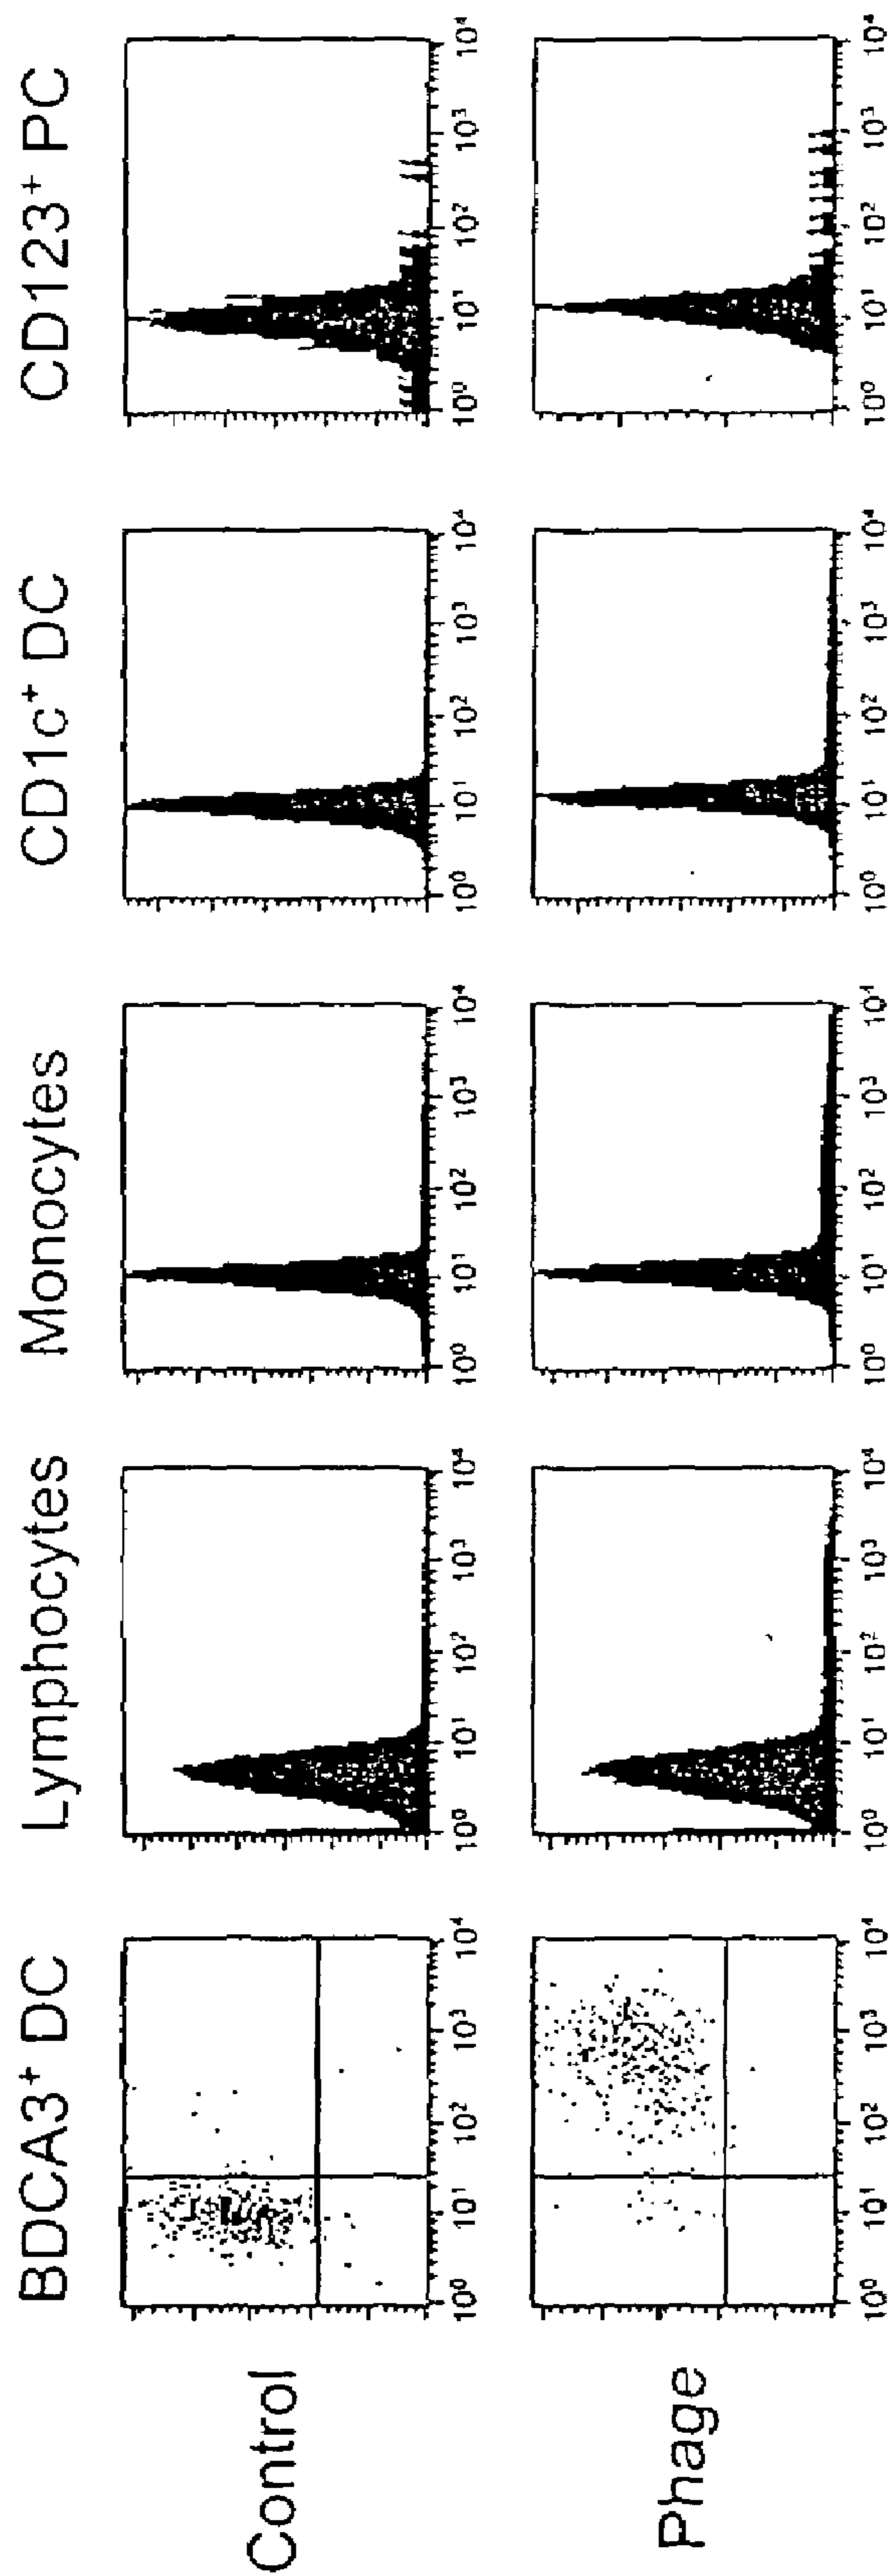 BDCA3⁺ DC Lymphocytes Monocytes CD1c⁺ DC CD123⁺ PC
Control
10⁰ 10¹ 10² 10³ 10⁴ 10⁰ 10¹ 10² 10³ 10⁴ 10⁰ 10¹ 10² 10³ 10⁴ 10⁰ 10¹ 10² 10³ 10⁴ 10⁰ 10¹ 10² 10³ 10⁴
Phage
10⁰ 10¹ 10² 10³ 10⁴ 10⁰ 10¹ 10² 10³ 10⁴ 10⁰ 10¹ 10² 10³ 10⁴ 10⁰ 10¹ 10² 10³ 10⁴ 10⁰ 10¹ 10² 10³ 10⁴